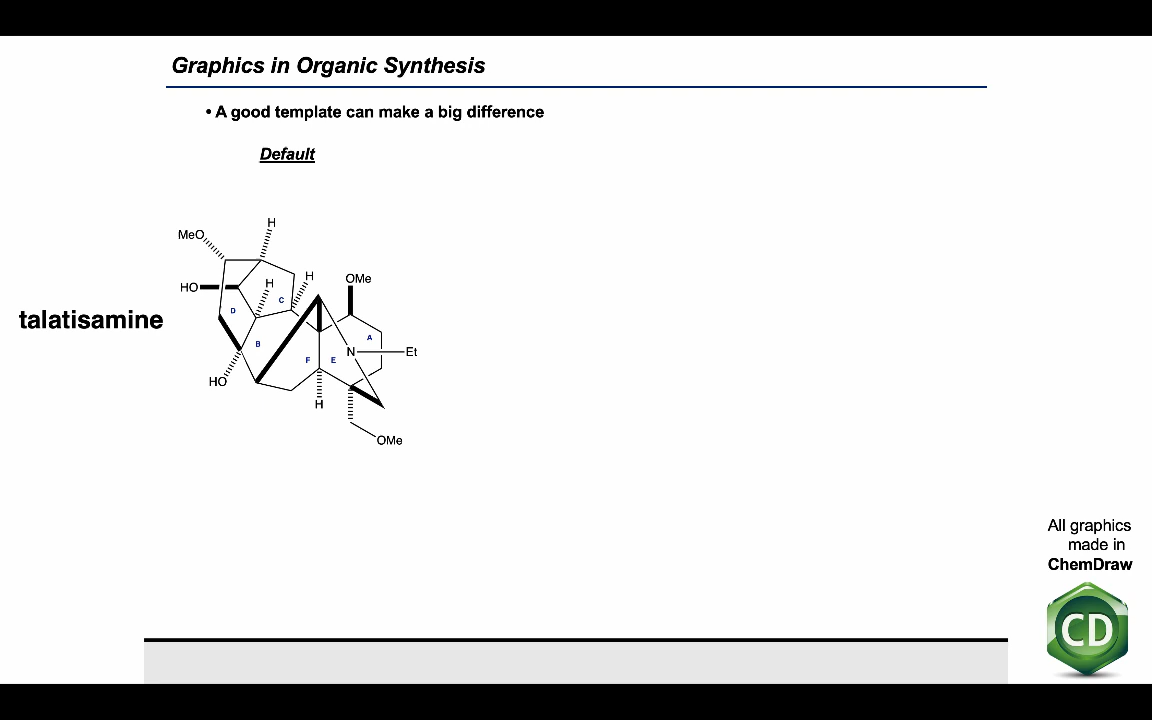 Graphics in Organic Synthesis
• A good template can make a big difference
Default
H
MeO
H
OMe
HO
H
C
D
talatisamine
A
B
N
Et
F
E
HO
H
OMe
All graphics
made in
ChemDraw
CD